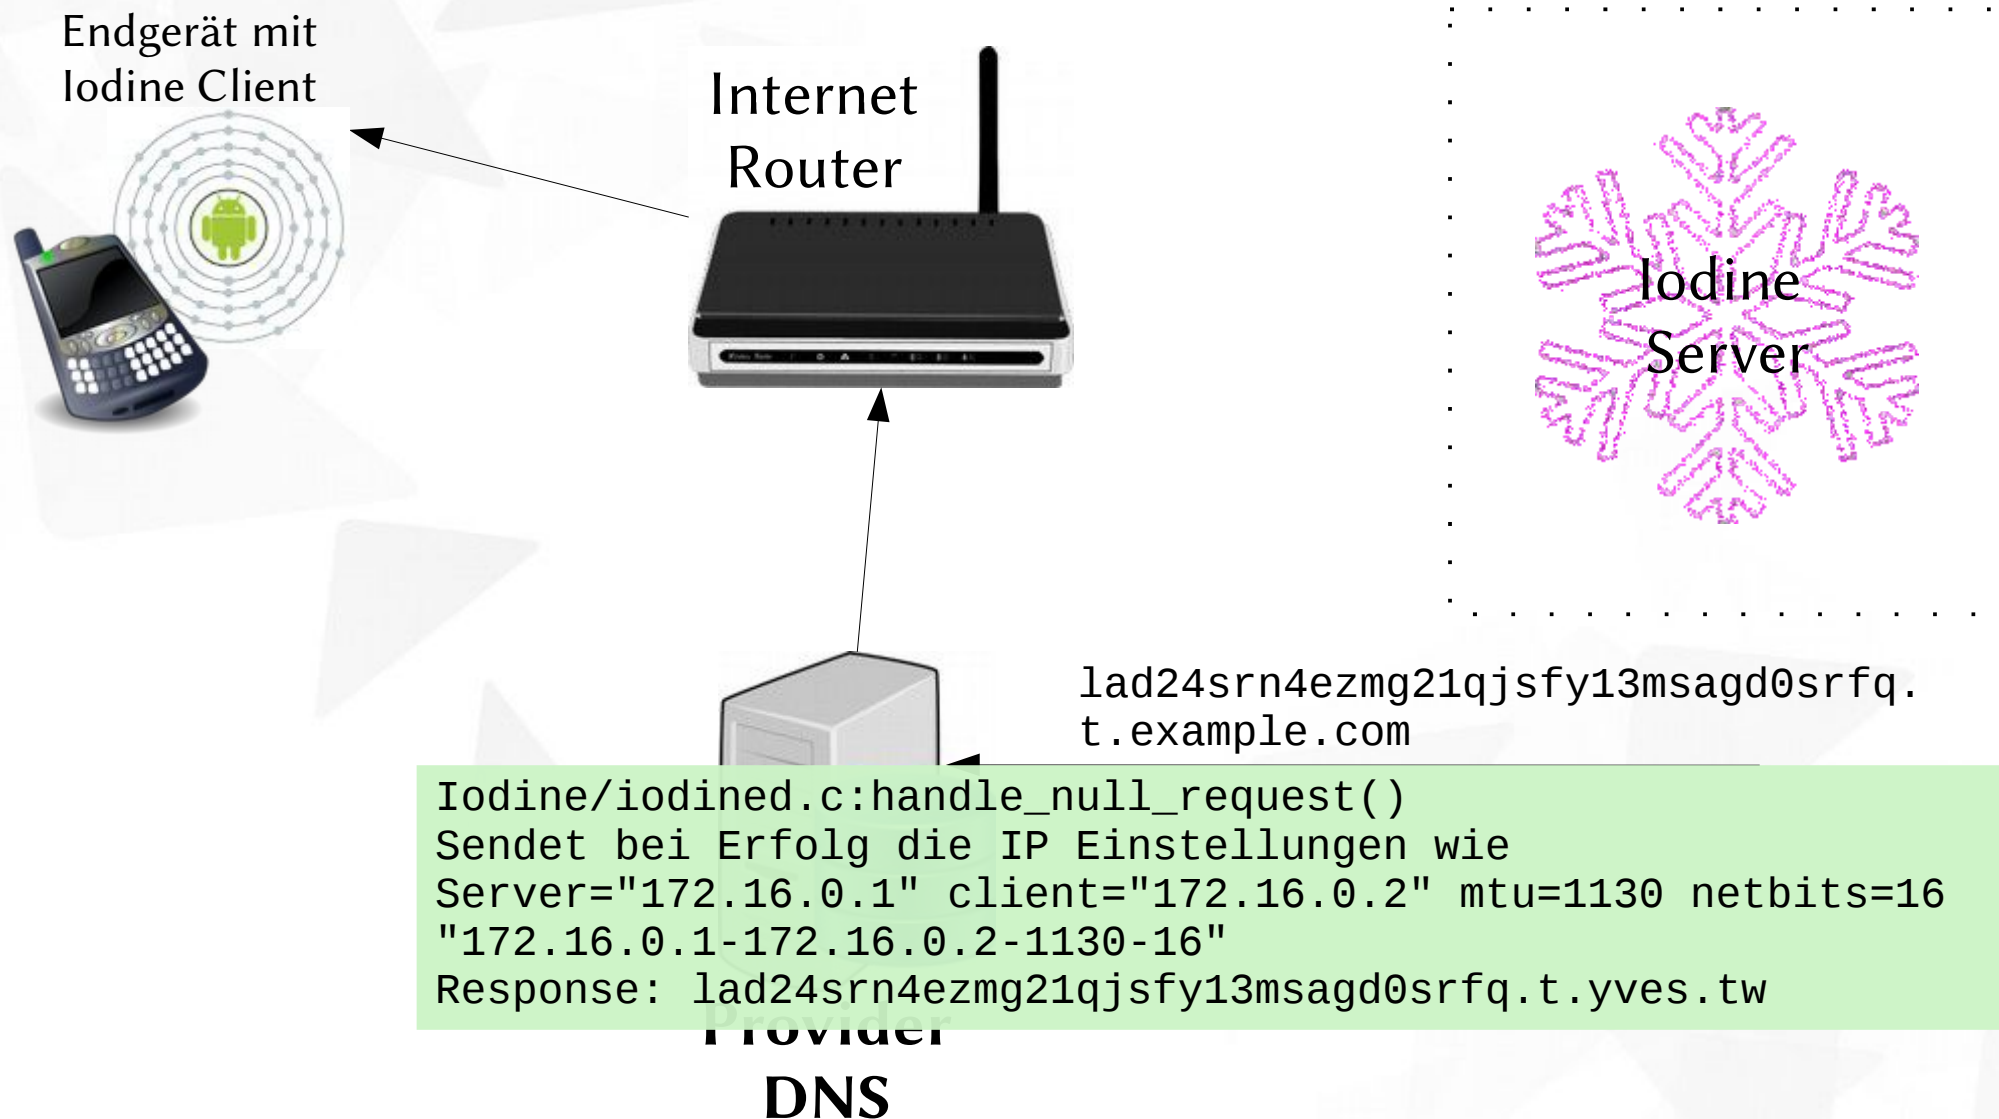 Endgerät mit
Iodine Client
Internet
Router
Iodine
Server
lad24srn4ezmg21qjsfy13msagd0srfq.
t.example.com
Iodine/iodined.c:handle_null_request()
Sendet bei Erfolg die IP Einstellungen wie
Server="172.16.0.1" client="172.16.0.2" mtu=1130 netbits=16
"172.16.0.1-172.16.0.2-1130-16"
Response: lad24srn4ezmg21qjsfy13msagd0srfq.t.yves.tw
Provider
DNS